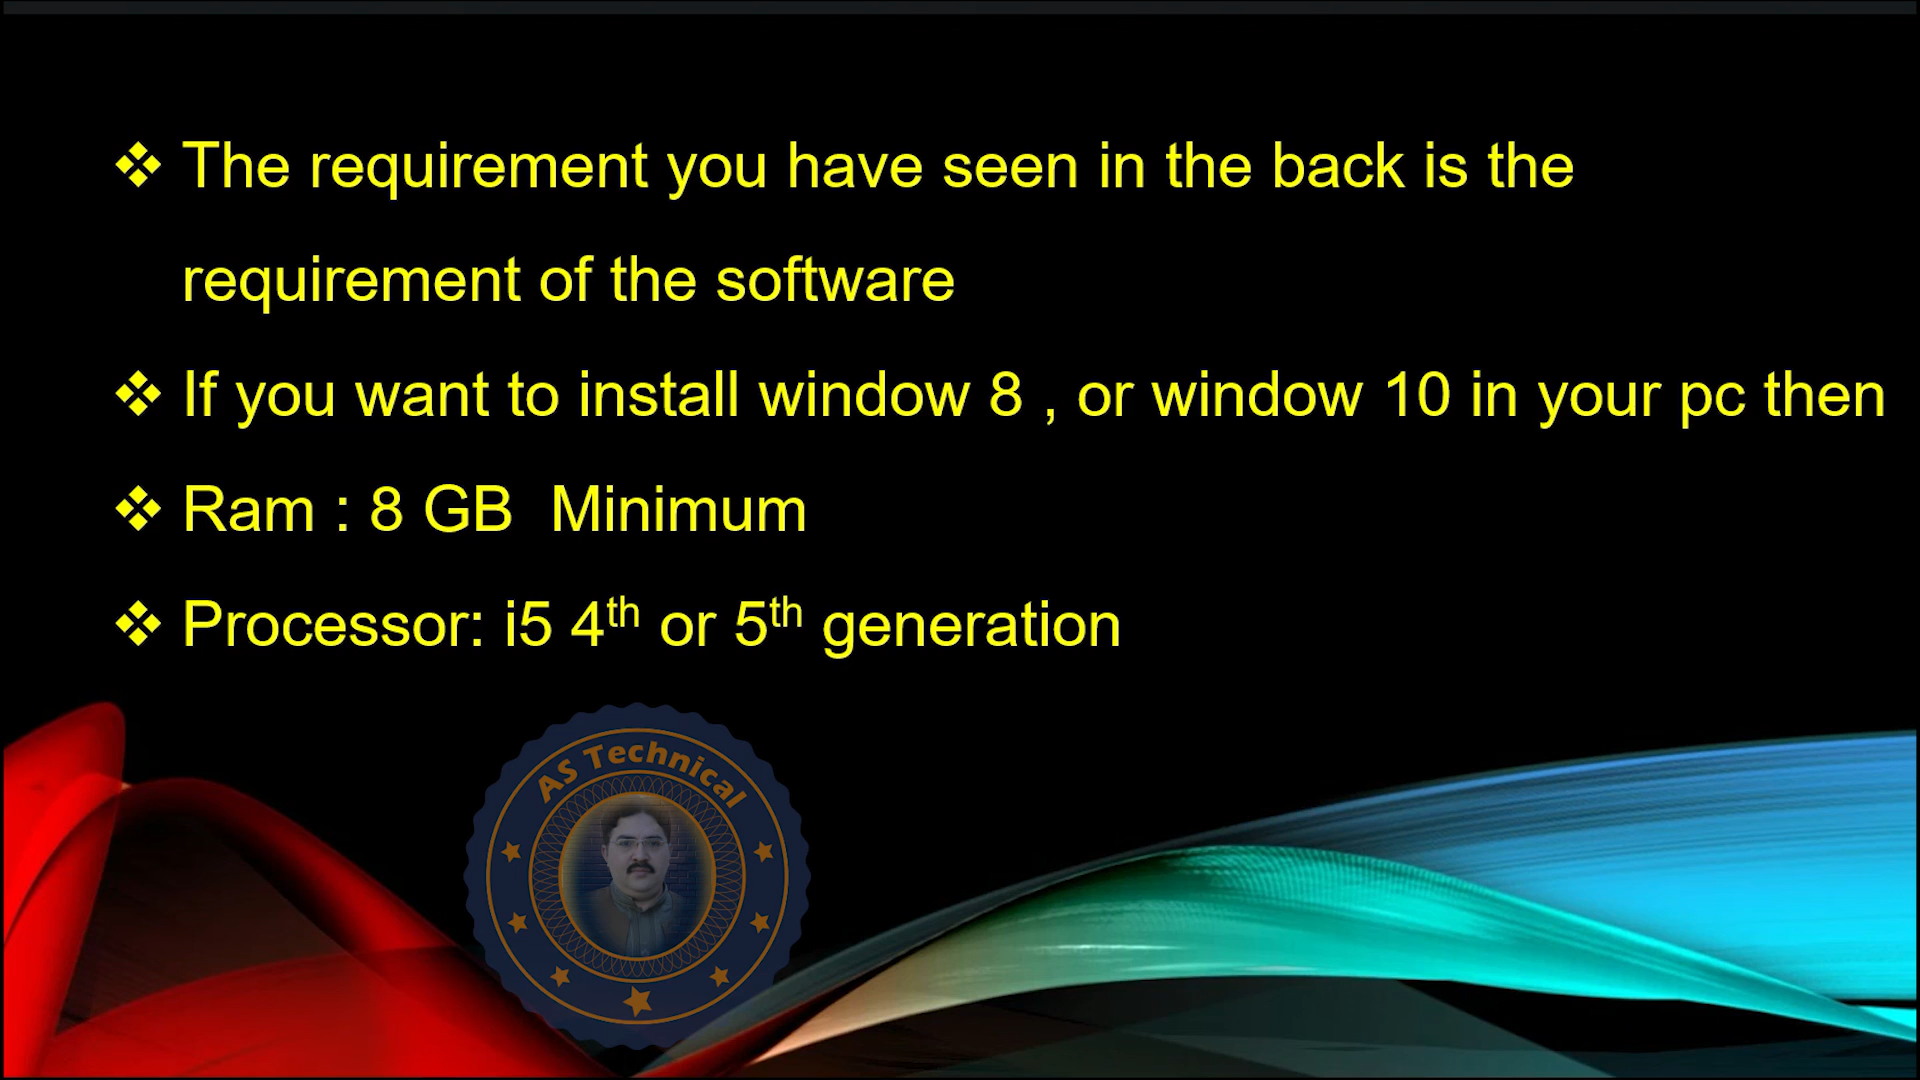 ❖ The requirement you have seen in the back is the
requirement of the software
❖ If you want to install window 8 , or window 10 in your pc then
❖ Ram : 8 GB  Minimum
❖ Processor: i5 4th or 5th generation
AS Technical